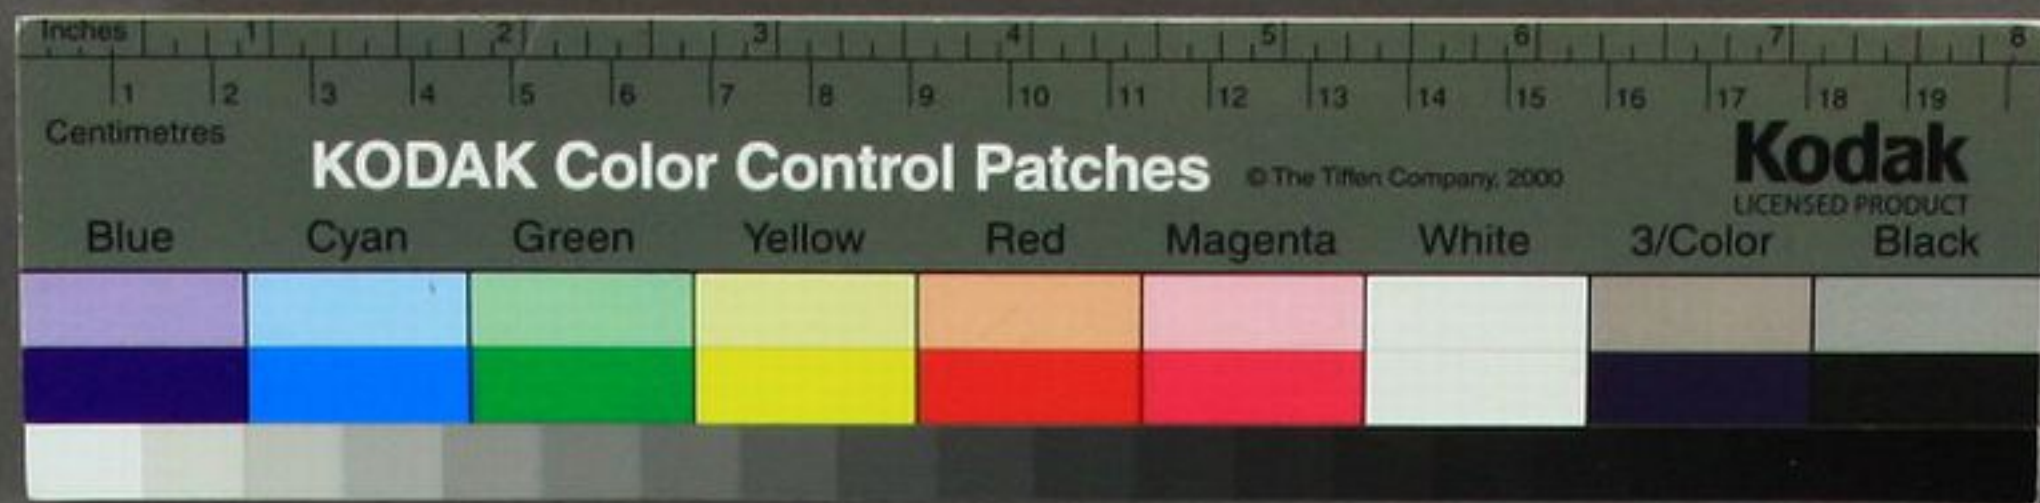 Inches 1 2 3 4 5 6 7 8
1 2 3 4 5 6 7 8 9 10 11 12 13 14 15 16 17 18 19
Centimetres
KODAK Color Control Patches © The Tiffen Company, 2000
Kodak
LICENSED PRODUCT
Blue Cyan Green Yellow Red Magenta White 3/Color Black